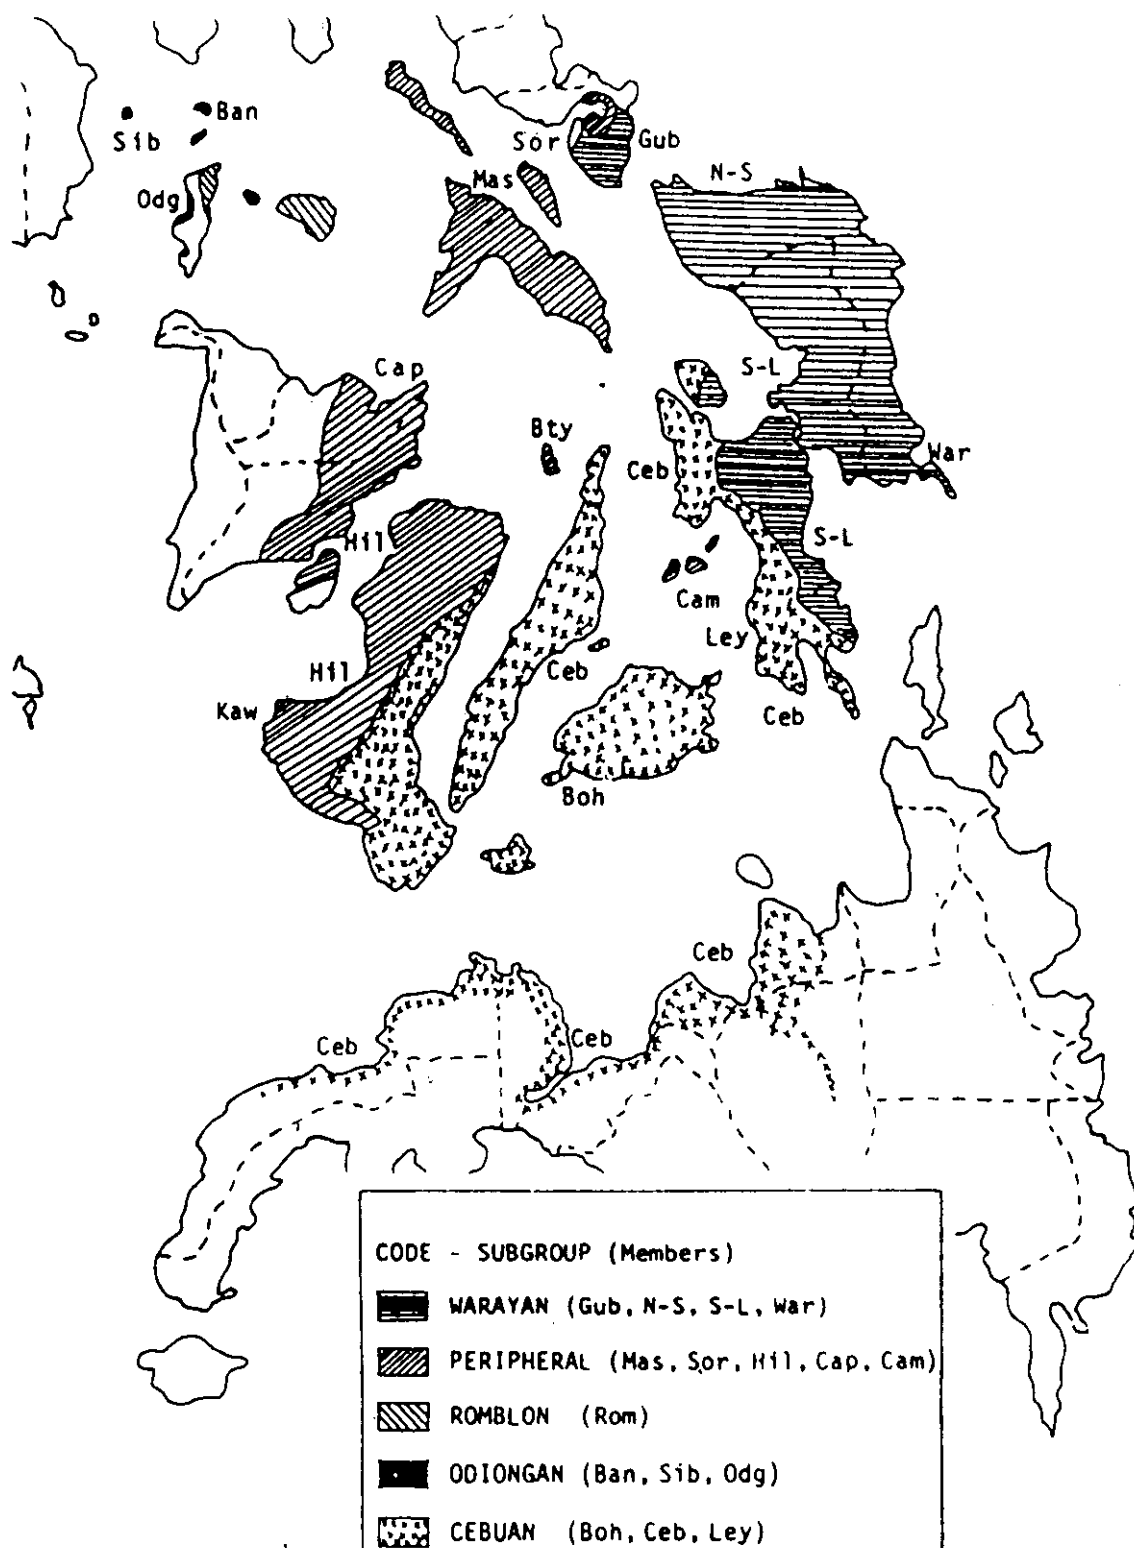 Ban
Sib
Sor
Gub
Mas
N-S
Odg
D
Cap
S-L
Bty
Ceb
War
Hil
S-L
Cam
Ley
Hil
Ceb
Kaw
Ceb
Boh
Ceb
Ceb
Ceb
CODE - SUBGROUP (Members)
WARAYAN (Gub, N-S, S-L, War)
PERIPHERAL (Mas, Sor, Hil, Cap, Cam)
ROMBLON (Rom)
ODIONGAN (Ban, Sib, Odg)
CEBUAN (Boh, Ceb, Ley)